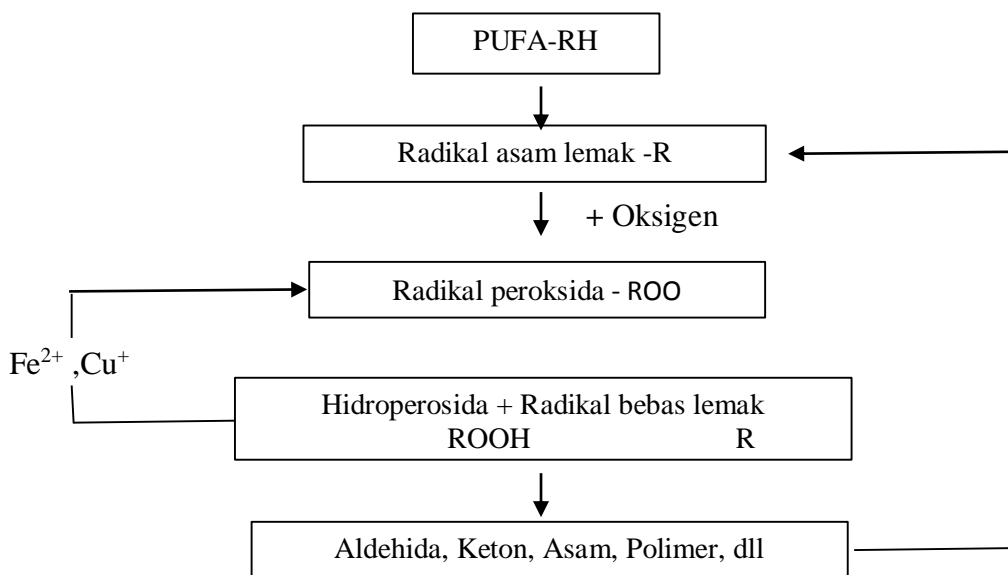 PUFA-RH
Radikal asam lemak -R
+ Oksigen
Radikal peroksida - ROO
Fe²⁺ ,Cu⁺
Hidroperosida + Radikal bebas lemak
ROOH R
Aldehida, Keton, Asam, Polimer, dll